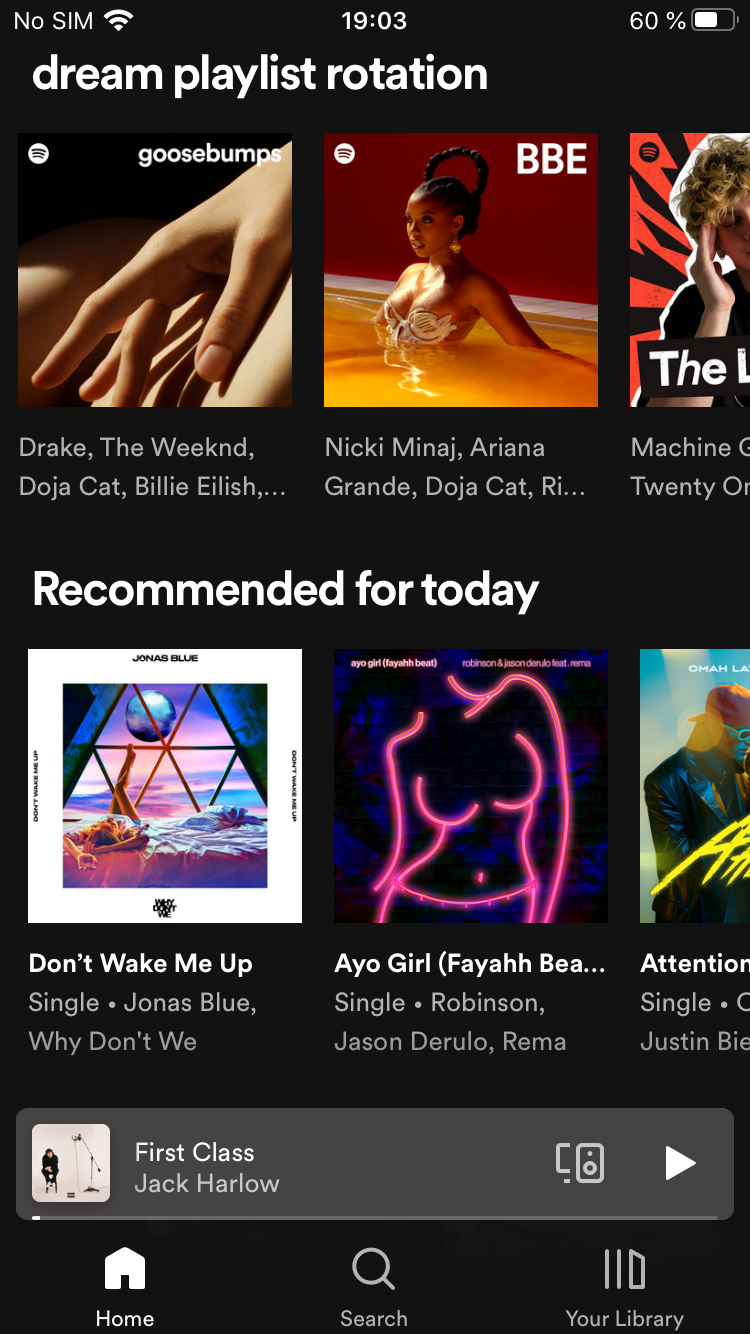 No SIM 19:03 60 %
dream playlist rotation
goosebumps
BBE
The L
Drake, The Weeknd,
Doja Cat, Billie Eilish,...
Nicki Minaj, Ariana
Grande, Doja Cat, Ri...
Machine G
Twenty On
Recommended for today
JONAS BLUE
DON'T WAKE ME UP
DON'T WAKE ME UP
WHY
DON'T
WE
ayo girl (fayahh beat) robinson & jason derulo feat. rema
OMAH LA
Don't Wake Me Up
Single • Jonas Blue,
Why Don't We
Ayo Girl (Fayahh Bea...
Single • Robinson,
Jason Derulo, Rema
Attention
Single • O
Justin Bie
First Class
Jack Harlow
Home
Search
Your Library